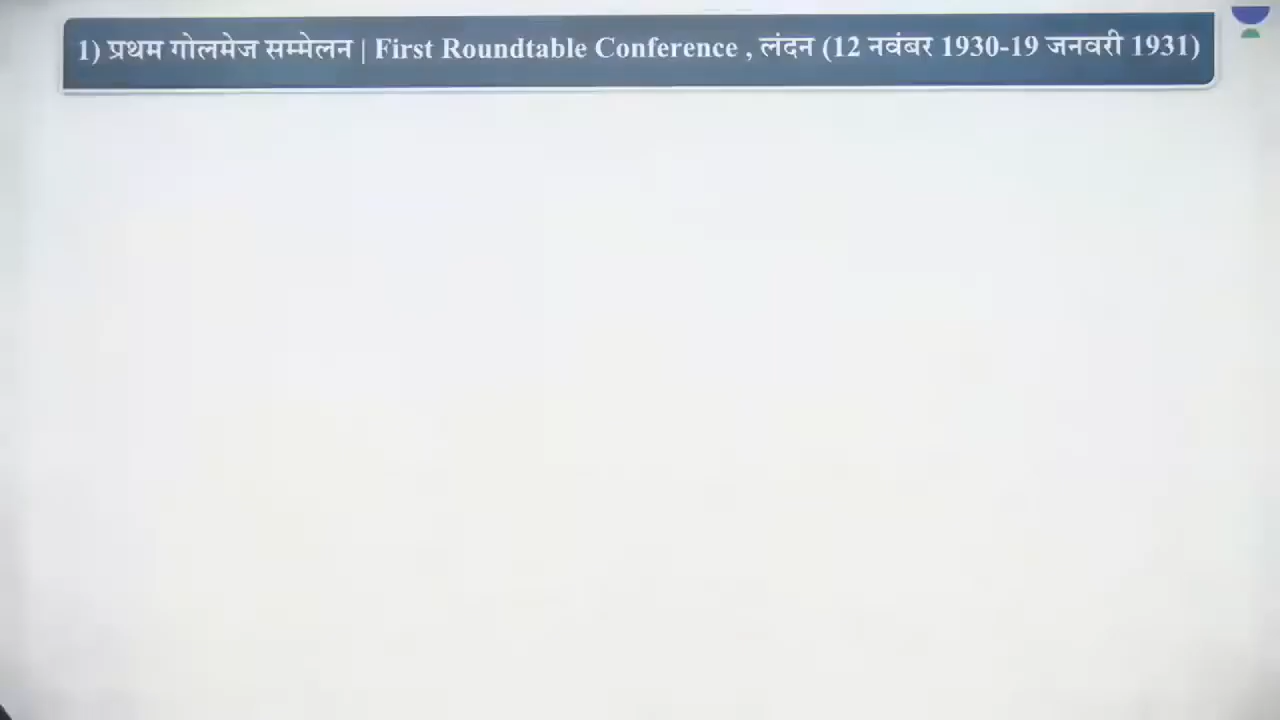 1) प्रथम गोलमेज सम्मेलन | First Roundtable Conference , लंदन (12 नवंबर 1930-19 जनवरी 1931)